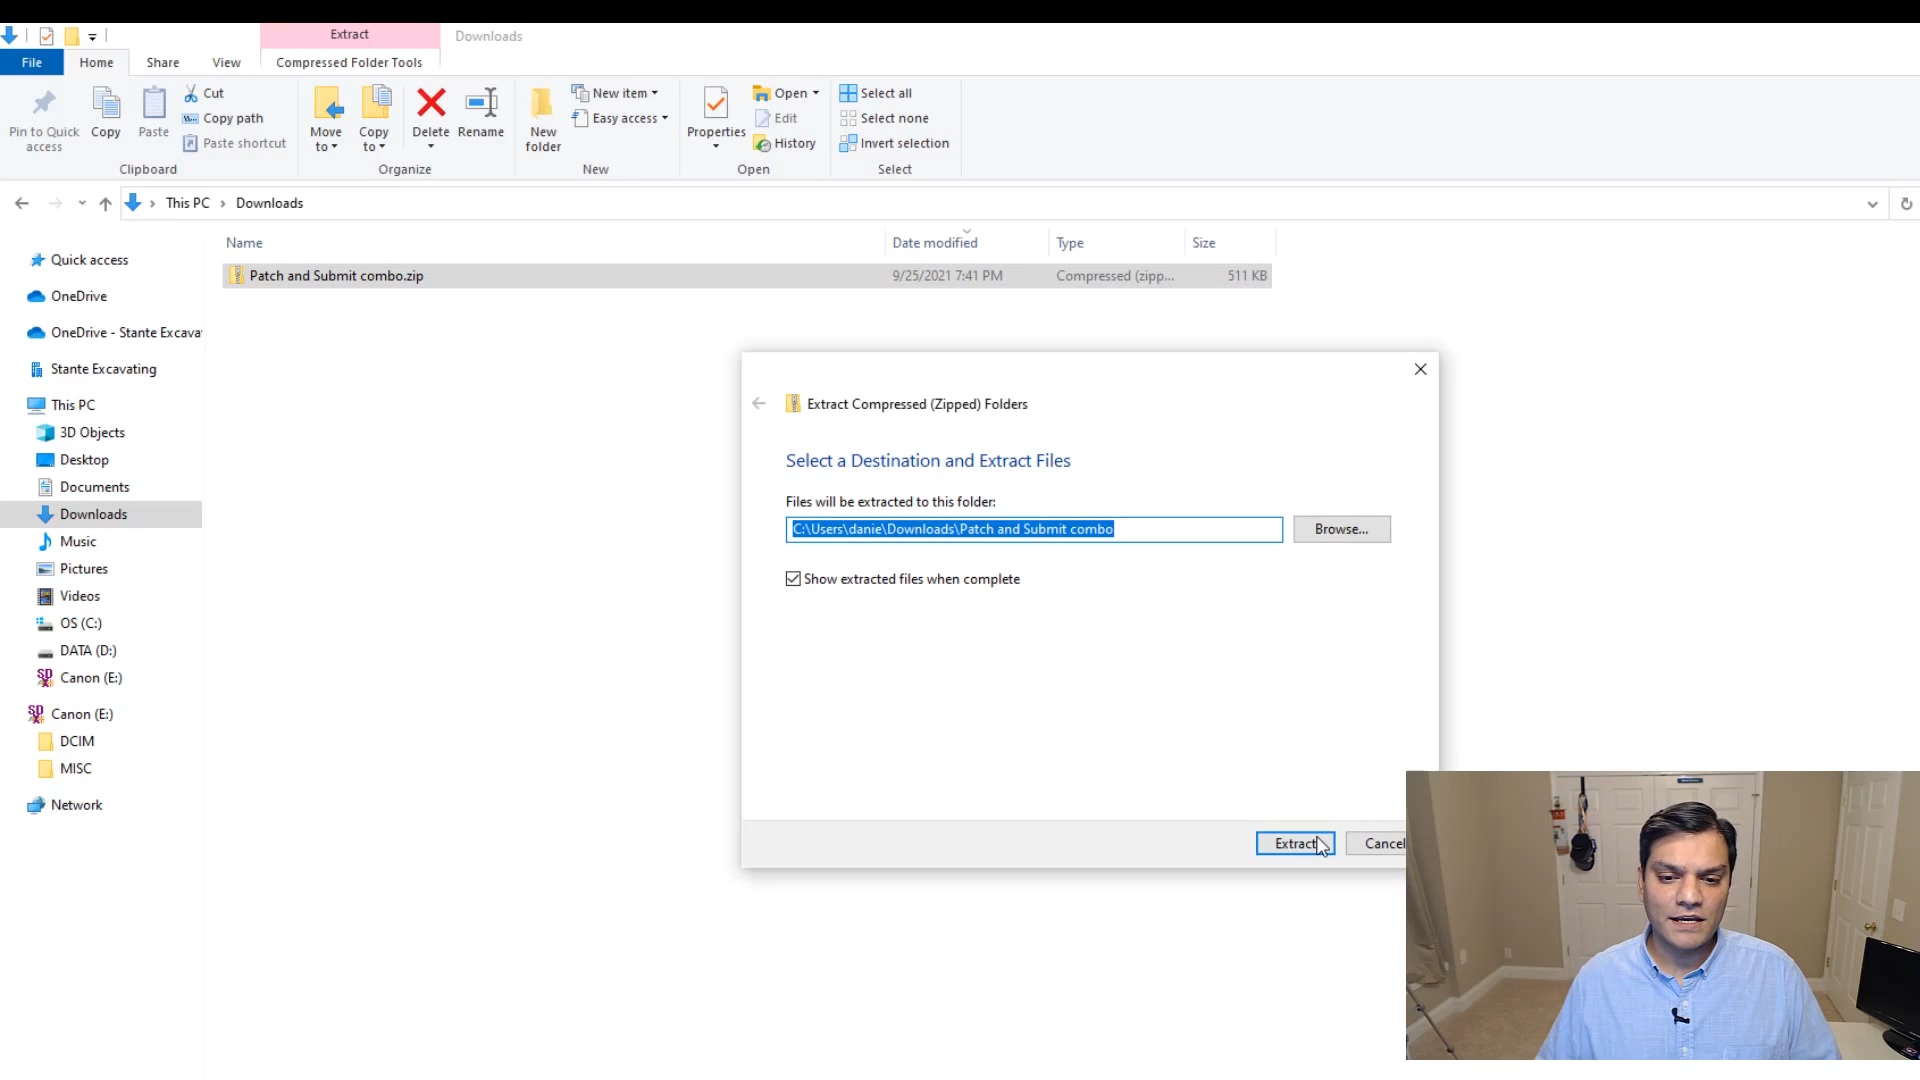 Extract
Downloads
File
Home
Share
View
Compressed Folder Tools
Pin to Quick access
Copy
Paste
Cut
Copy path
Paste shortcut
Clipboard
Move to
Copy to
Delete
Rename
Organize
New folder
New item
Easy access
New
Properties
Open
Edit
History
Open
Select all
Select none
Invert selection
Select
This PC
Downloads
Name
Date modified
Type
Size
Patch and Submit combo.zip
9/25/2021 7:41 PM
Compressed (zipp...
511 KB
Quick access
OneDrive
OneDrive - Stante Excava
Stante Excavating
This PC
3D Objects
Desktop
Documents
Downloads
Music
Pictures
Videos
OS (C:)
DATA (D:)
Canon (E:)
Canon (E:)
DCIM
MISC
Network
Extract Compressed (Zipped) Folders
Select a Destination and Extract Files
Files will be extracted to this folder:
C:\Users\danie\Downloads\Patch and Submit combo
Browse...
Show extracted files when complete
Extract
Cancel